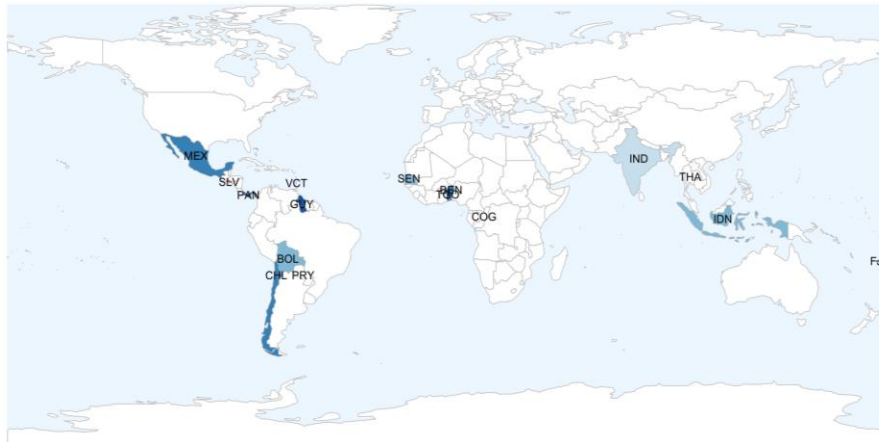 MEX
SLV
VCT
PAN
GUY
BOL
CHL PRY
SEN
BEN
TGO
COG
IND
THA
IDN